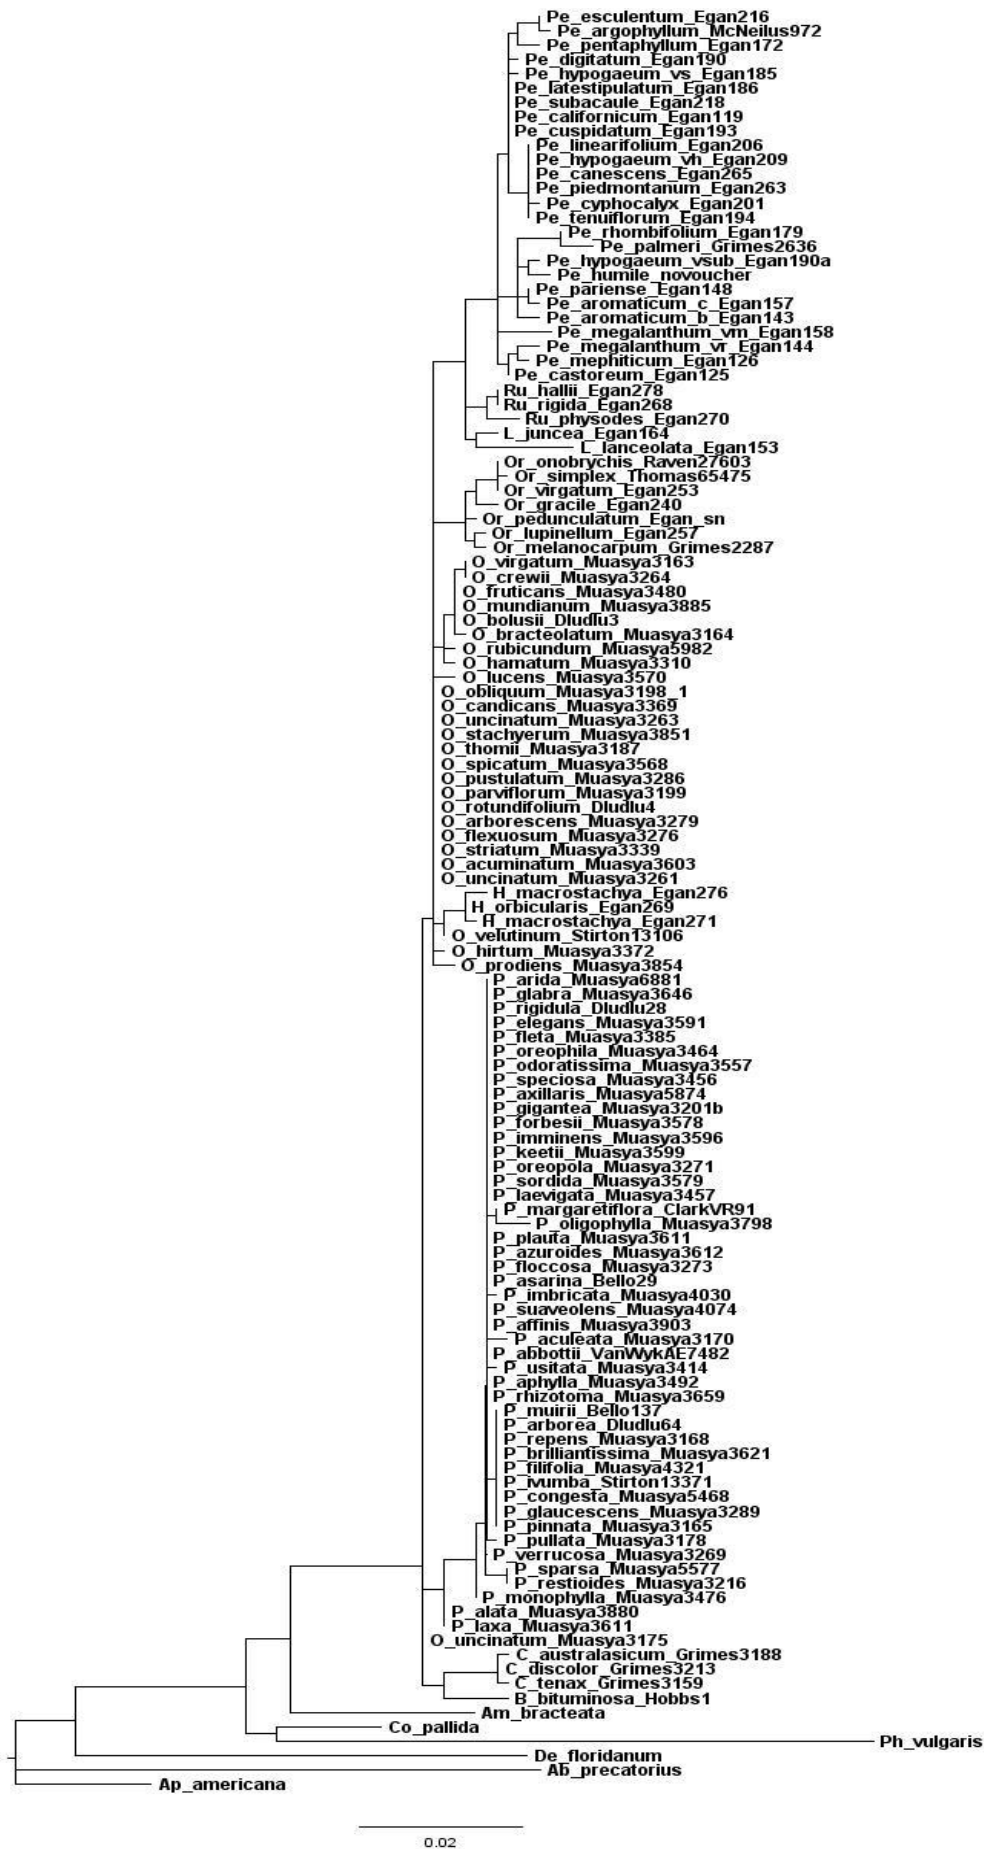 Pe_esculentum_Egan216
Pe_argophyllum_McNeilus972
Pe_pentaphyllum_Egan172
Pe_digitatum_Egan190
Pe_hypogaeum_vs_Egan185
Pe_latestipulatum_Egan186
Pe_subacaule_Egan218
Pe_californicum_Egan119
Pe_cuspidatum_Egan193
Pe_linearifolium_Egan206
Pe_hypogaeum_vh_Egan209
Pe_canescens_Egan265
Pe_piedmontanum_Egan263
Pe_cyphocalyx_Egan201
Pe_tenuiflorum_Egan194
Pe_rhombifolium_Egan179
Pe_palmeri_Grimes2636
Pe_hypogaeum_vsub_Egan190a
Pe_humile_novoucher
Pe_pariense_Egan148
Pe_aromaticum_c_Egan157
Pe_aromaticum_b_Egan143
Pe_megalanthum_vm_Egan158
Pe_megalanthum_vr_Egan144
Pe_mephiticum_Egan126
Pe_castoreum_Egan125
Ru_hallii_Egan278
Ru_rigida_Egan268
Ru_physodes_Egan270
L_juncea_Egan164
L_lanceolata_Egan153
Or_onobrychis_Raven27603
Or_simplex_Thomas65475
Or_virgatum_Egan253
Or_gracile_Egan240
Or_pedunculatum_Egan_sn
Or_lupinellum_Egan257
Or_melanocarpum_Grimes2287
O_virgatum_Muasya3163
O_crewii_Muasya3264
O_fruticans_Muasya3480
O_mundianum_Muasya3885
O_bolusii_Dludlu3
O_bracteolatum_Muasya3164
O_rubicundum_Muasya5982
O_hamatum_Muasya3310
O_lucens_Muasya3570
O_obliquum_Muasya3198_1
O_candicans_Muasya3369
O_uncinatum_Muasya3263
O_stachyerum_Muasya3851
O_thomii_Muasya3187
O_spicatum_Muasya3568
O_pustulatum_Muasya3286
O_parviflorum_Muasya3199
O_rotundifolium_Dludlu4
O_arborescens_Muasya3279
O_flexuosum_Muasya3276
O_striatum_Muasya3339
O_acuminatum_Muasya3603
O_uncinatum_Muasya3261
H_macrostachya_Egan276
H_orbicularis_Egan269
H_macrostachya_Egan271
O_velutinum_Stirton13106
O_hirtum_Muasya3372
O_prodiens_Muasya3854
P_arida_Muasya6881
P_glabra_Muasya3646
P_rigidula_Dludlu28
P_elegans_Muasya3591
P_fleta_Muasya3385
P_oreophila_Muasya3464
P_odoratissima_Muasya3557
P_speciosa_Muasya3456
P_axillaris_Muasya5874
P_gigantea_Muasya3201b
P_forbesii_Muasya3578
P_imminens_Muasya3596
P_keetii_Muasya3599
P_oreopola_Muasya3271
P_sordida_Muasya3579
P_laevigata_Muasya3457
P_margaretiflora_ClarkVR91
P_oligophylla_Muasya3798
P_plauta_Muasya3611
P_azuroides_Muasya3612
P_floccosa_Muasya3273
P_asarina_Bello29
P_imbricata_Muasya4030
P_suaveolens_Muasya4074
P_affinis_Muasya3903
P_aculeata_Muasya3170
P_abbottii_VanWykAE7482
P_usitata_Muasya3414
P_aphylla_Muasya3492
P_rhizotoma_Muasya3659
P_muirii_Bello137
P_arborea_Dludlu64
P_repens_Muasya3168
P_brilliantissima_Muasya3621
P_filifolia_Muasya4321
P_ivumba_Stirton13371
P_congesta_Muasya5468
P_glaucescens_Muasya3289
P_pinnata_Muasya3165
P_pullata_Muasya3178
P_verrucosa_Muasya3269
P_sparsa_Muasya5577
P_restioides_Muasya3216
P_monophylla_Muasya3476
P_alata_Muasya3880
P_laxa_Muasya3611
O_uncinatum_Muasya3175
C_australasicum_Grimes3188
C_discolor_Grimes3213
C_tenax_Grimes3159
B_bituminosa_Hobbs1
Am_bracteata
Co_pallida
Ph_vulgaris
De_floridanum
Ab_precatorius
Ap_americana
0.02